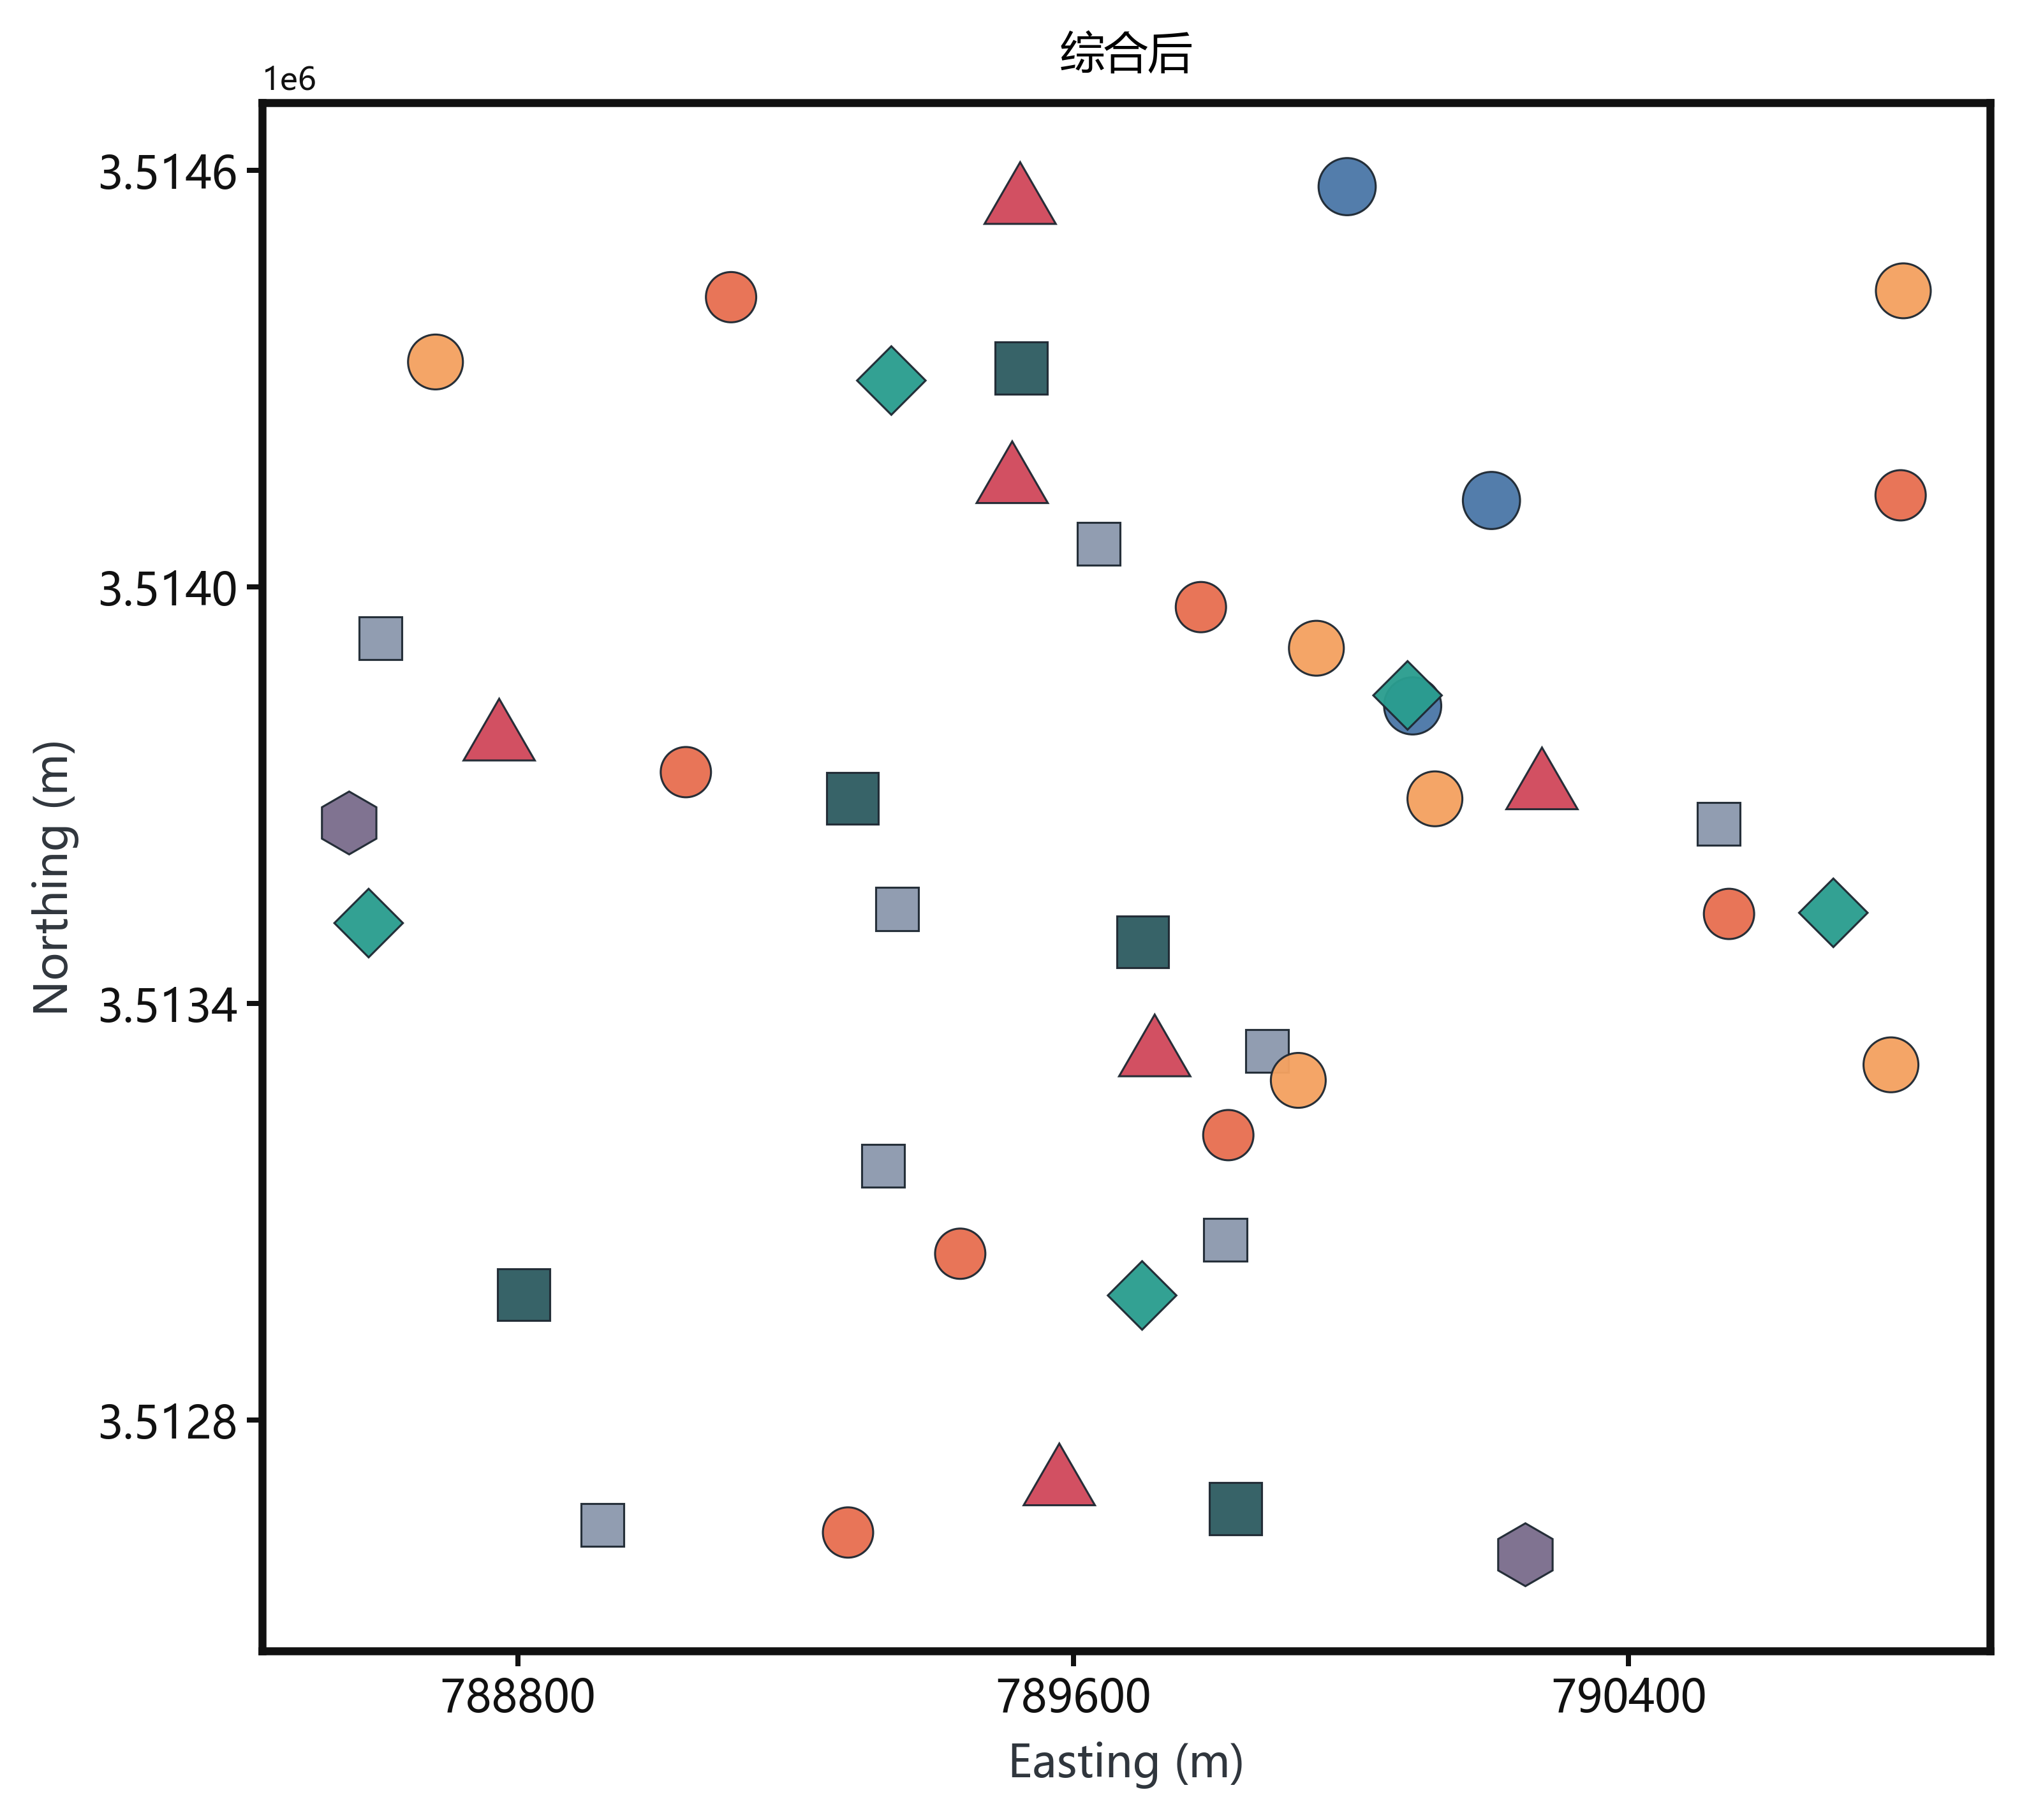 综合后
1e6
3.5146
3.5140
3.5134
3.5128
Northing (m)
788800 789600 790400
Easting (m)